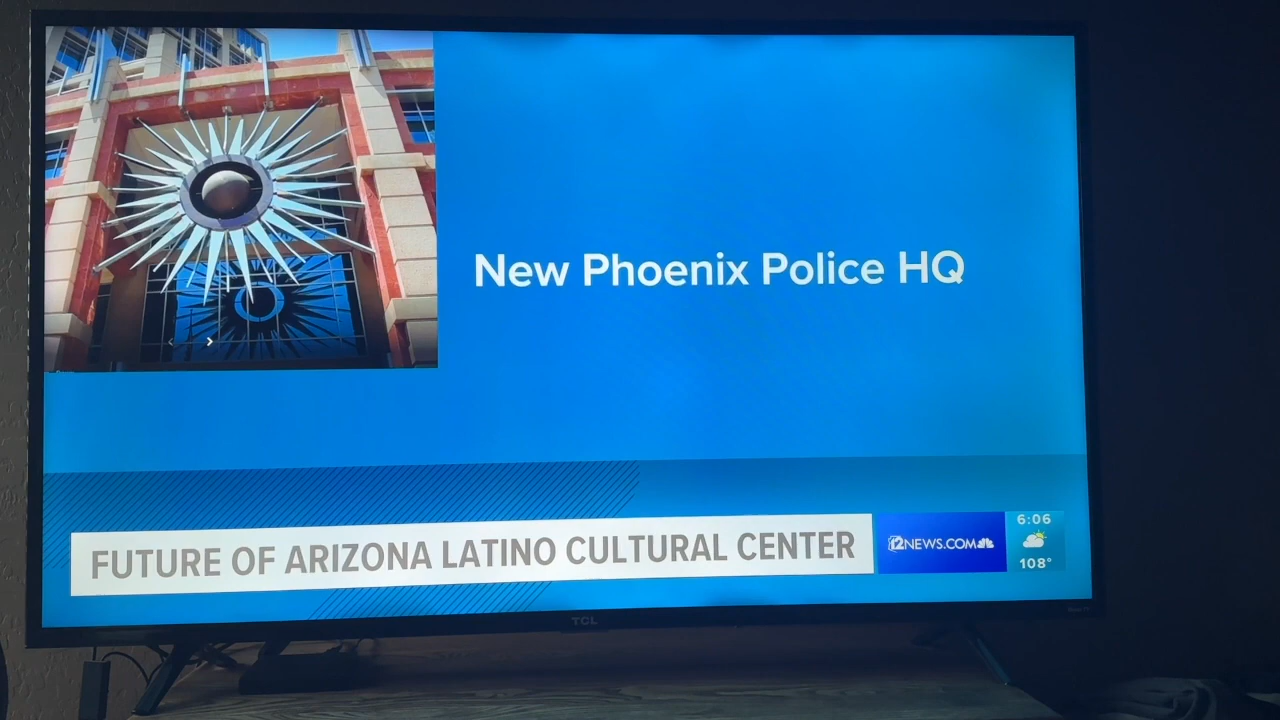 New Phoenix Police HQ
FUTURE OF ARIZONA LATINO CULTURAL CENTER
12NEWS.COM
6:06
108°
TCL